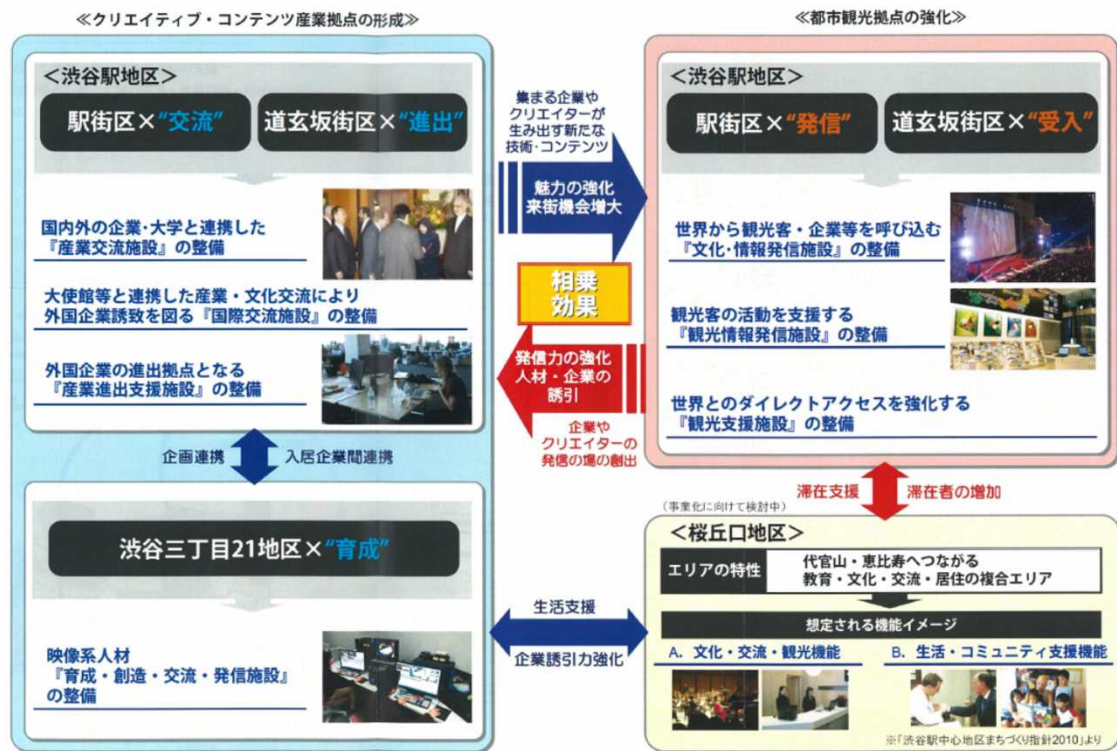 ≪クリエイティブ・コンテンツ産業拠点の形成≫
＜渋谷駅地区＞
駅街区×“交流”
道玄坂街区×“進出”
国内外の企業・大学と連携した
『産業交流施設』の整備
大使館等と連携した産業・文化交流により
外国企業誘致を図る『国際交流施設』の整備
外国企業の進出拠点となる
『産業進出支援施設』の整備
企画連携
入居企業間連携
渋谷三丁目21地区×“育成”
映像系人材
『育成・創造・交流・発信施設』
の整備
集まる企業や
クリエイターが
生み出す新たな
技術・コンテンツ
魅力の強化
来街機会増大
相乗
効果
発信力の強化
人材・企業の
誘引
企業や
クリエイターの
発信の場の創出
生活支援
企業誘引力強化
≪都市観光拠点の強化≫
＜渋谷駅地区＞
駅街区×“発信”
道玄坂街区×“受入”
世界から観光客・企業等を呼び込む
『文化・情報発信施設』の整備
観光客の活動を支援する
『観光情報発信施設』の整備
世界とのダイレクトアクセスを強化する
『観光支援施設』の整備
滞在支援
滞在者の増加
（事業化に向けて検討中）
＜桜丘口地区＞
エリアの特性
代官山・恵比寿へつながる
教育・文化・交流・居住の複合エリア
想定される機能イメージ
A．文化・交流・観光機能
B．生活・コミュニティ支援機能
※「渋谷駅中心地区まちづくり指針2010」より